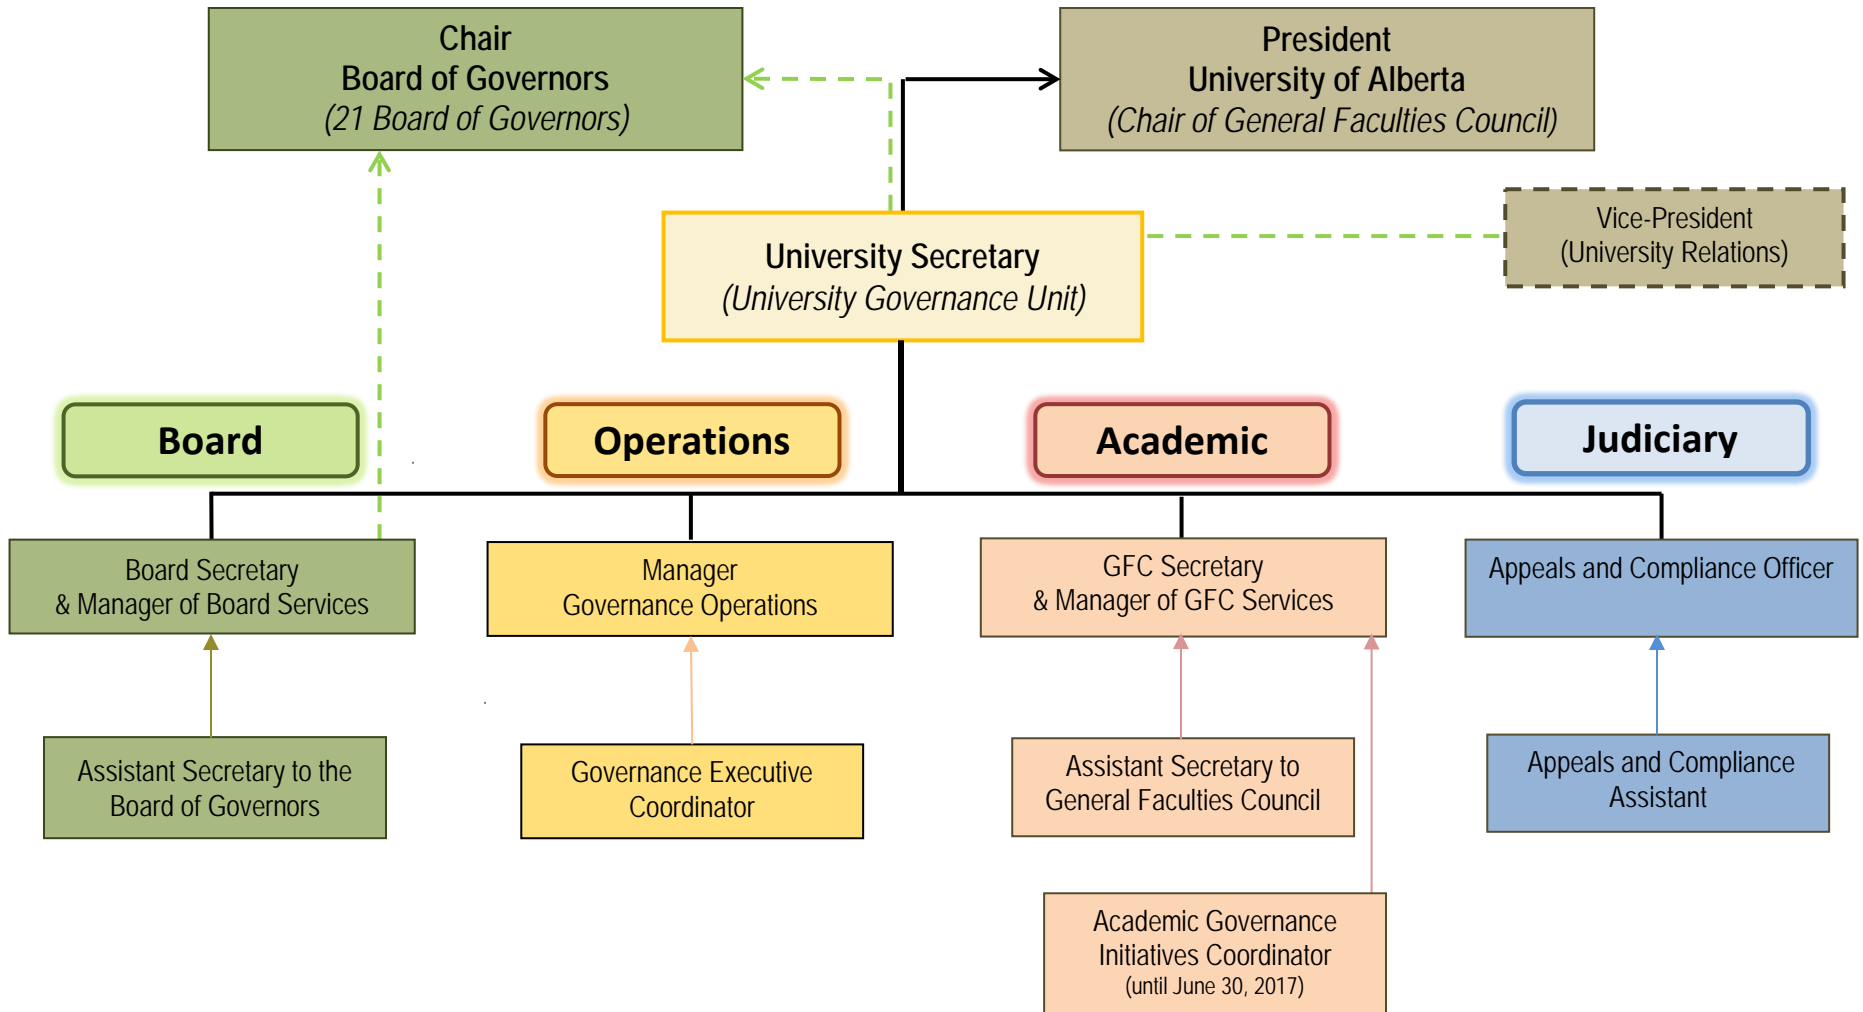 Chair
Board of Governors
(21 Board of Governors)
President
University of Alberta
(Chair of General Faculties Council)
Vice-President
(University Relations)
University Secretary
(University Governance Unit)
Board
Operations
Academic
Judiciary
Board Secretary
& Manager of Board Services
Manager
Governance Operations
GFC Secretary
& Manager of GFC Services
Appeals and Compliance Officer
Assistant Secretary to the
Board of Governors
Governance Executive
Coordinator
Assistant Secretary to
General Faculties Council
Appeals and Compliance
Assistant
Academic Governance
Initiatives Coordinator
(until June 30, 2017)